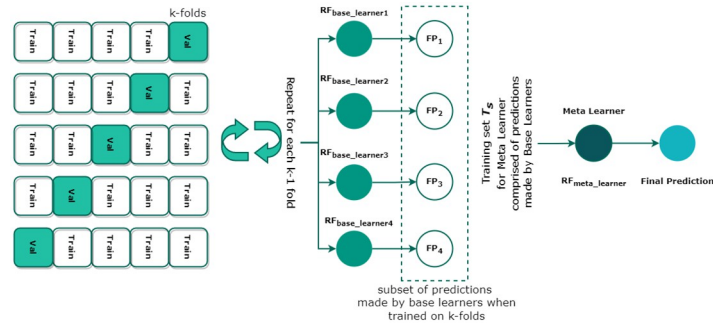 k-folds
Train Train Train Train Val
Train Train Train Val Train
Train Train Val Train Train
Train Val Train Train Train
Val Train Train Train Train
Repeat for each k-1 fold
RFbase_learner1
FP1
RFbase_learner2
FP2
RFbase_learner3
FP3
RFbase_learner4
FP4
subset of predictions
made by base learners when
trained on k-folds
Training set Ts
for Meta Learner
comprised of predictions
made by Base Learners
Meta Learner
RFmeta_learner
Final Prediction